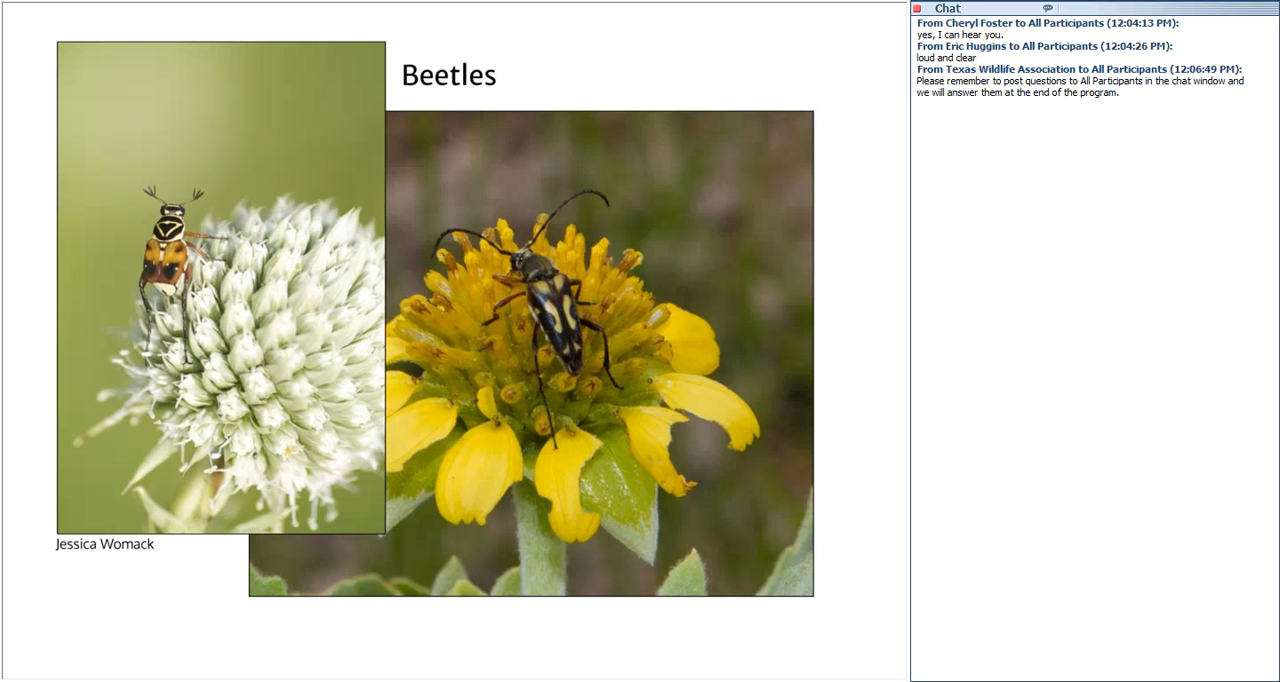 Beetles
Jessica Womack
Chat
From Cheryl Foster to All Participants (12:04:13 PM):
yes, I can hear you.
From Eric Huggins to All Participants (12:04:26 PM):
loud and clear
From Texas Wildlife Association to All Participants (12:06:49 PM):
Please remember to post questions to All Participants in the chat window and
we will answer them at the end of the program.